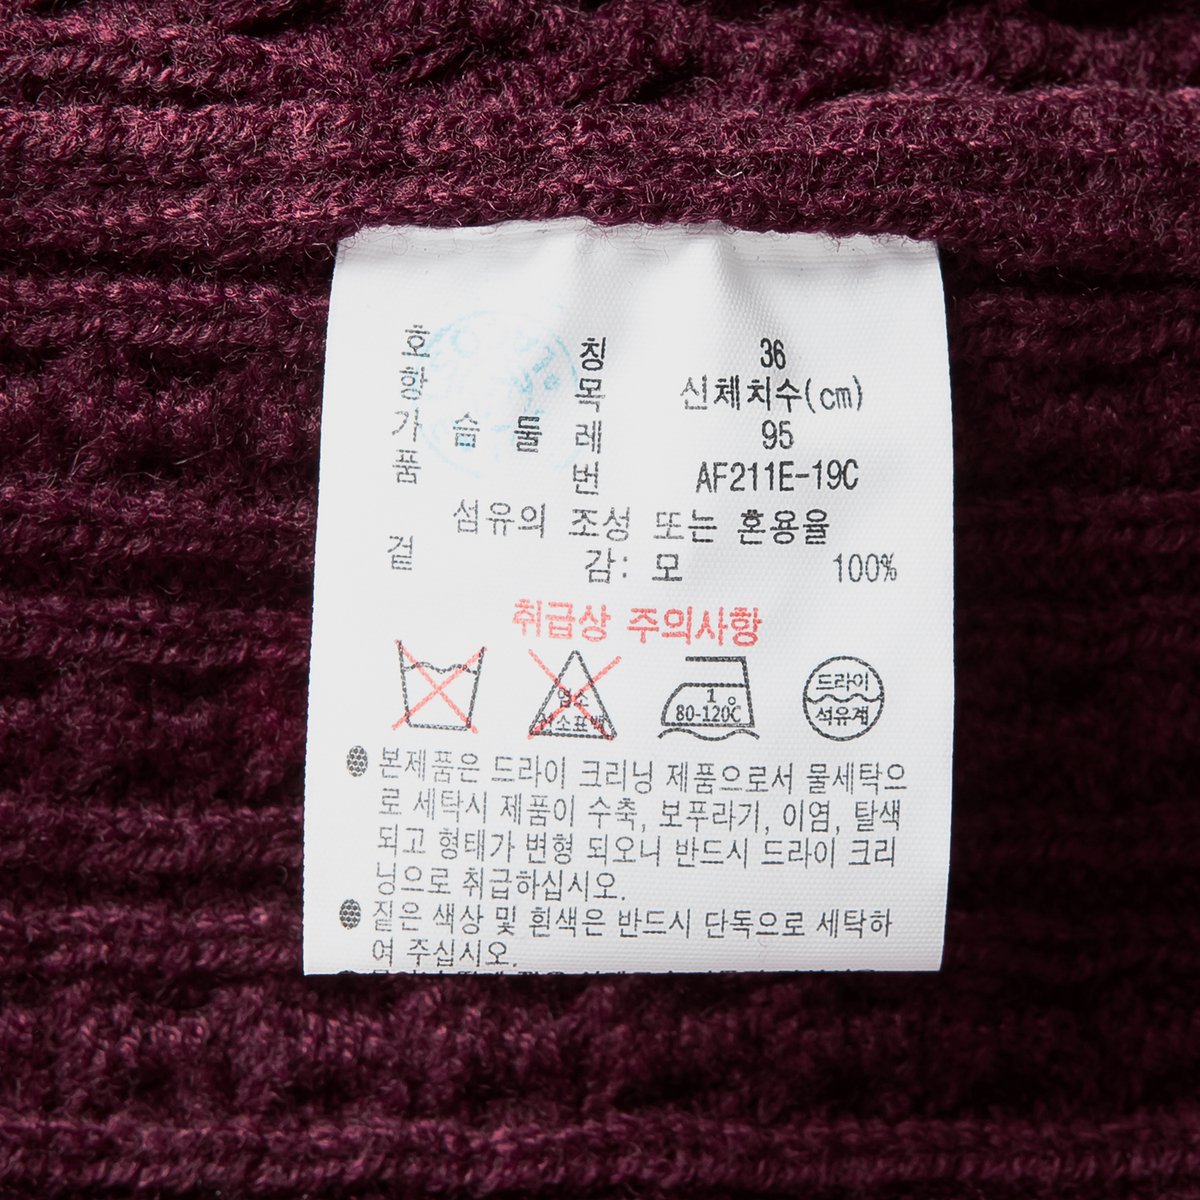 호 칭 36
항 목 신체치수(cm)
가 슴 둘 레 95
품 번 AF211E-19C
섬유의 조성 또는 혼용율
겉 감: 모 100%
취급상 주의사항
염소
산소표백
1
80-120℃
드라이
석유계
본제품은 드라이 크리닝 제품으로서 물세탁으
로 세탁시 제품이 수축, 보푸라기, 이염, 탈색
되고 형태가 변형 되오니 반드시 드라이 크리
닝으로 취급하십시오.
짙은 색상 및 흰색은 반드시 단독으로 세탁하
여 주십시오.